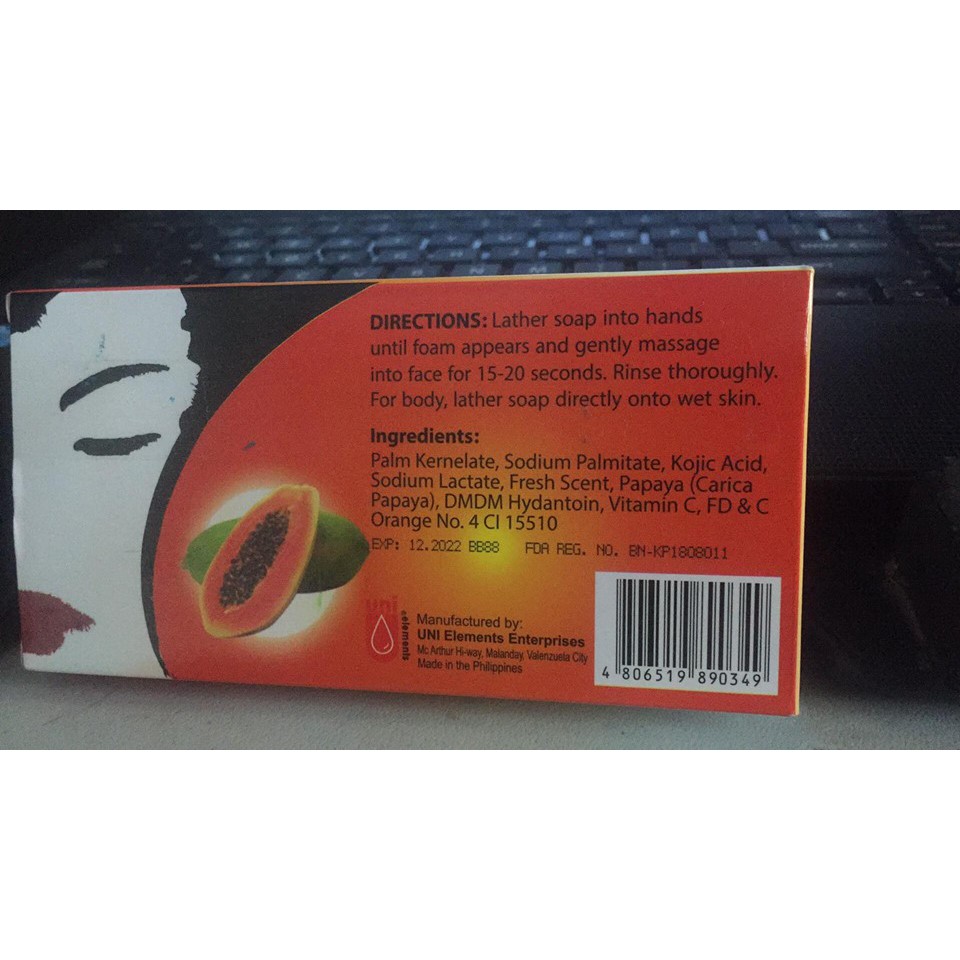 DIRECTIONS: Lather soap into hands
until foam appears and gently massage
into face for 15-20 seconds. Rinse thoroughly.
For body, lather soap directly onto wet skin.
Ingredients:
Palm Kernelate, Sodium Palmitate, Kojic Acid,
Sodium Lactate, Fresh Scent, Papaya (Carica
Papaya), DMDM Hydantoin, Vitamin C, FD & C
Orange No. 4 CI 15510
EXP: 12.2022 BB88 FDA REG. NO. BN-KP1808011
uni
elements
Manufactured by:
UNI Elements Enterprises
Mc Arthur Hi-way, Malanday, Valenzuela City
Made in the Philippines
4 806519 890349